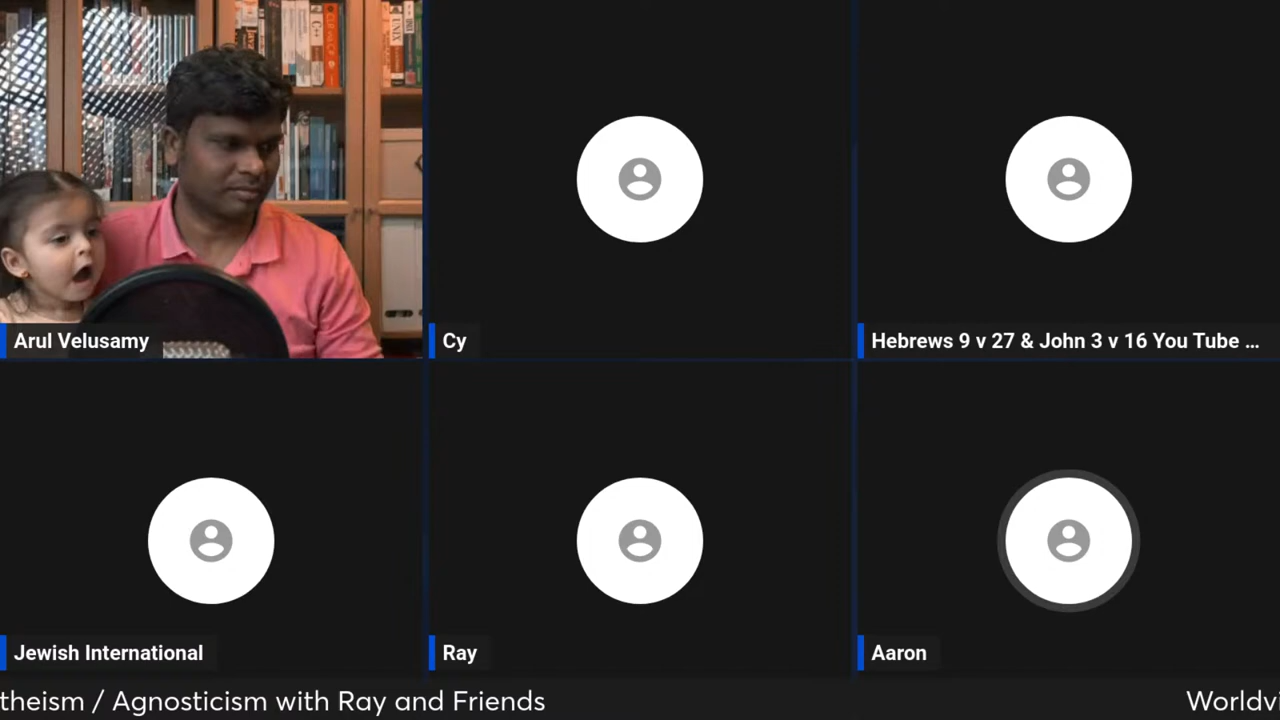 C++
UNIX
Arul Velusamy
Cy
Hebrews 9 v 27 & John 3 v 16 You Tube ...
Jewish International
Ray
Aaron
theism / Agnosticism with Ray and Friends
Worldvi